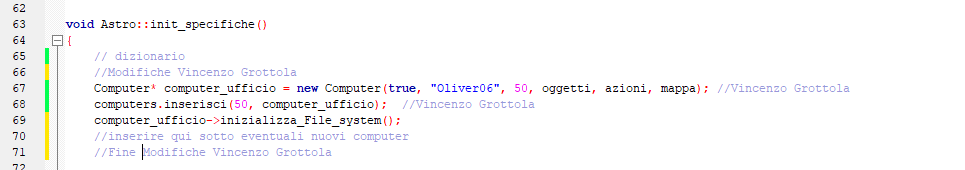 62
63 void Astro::init_specifiche()
64 {
65 // dizionario
66 //Modifiche Vincenzo Grottola
67 Computer* computer_ufficio = new Computer(true, "Oliver06", 50, oggetti, azioni, mappa); //Vincenzo Grottola
68 computers.inserisci(50, computer_ufficio); //Vincenzo Grottola
69 computer_ufficio->inizializza_File_system();
70 //inserire qui sotto eventuali nuovi computer
71 //Fine Modifiche Vincenzo Grottola
72